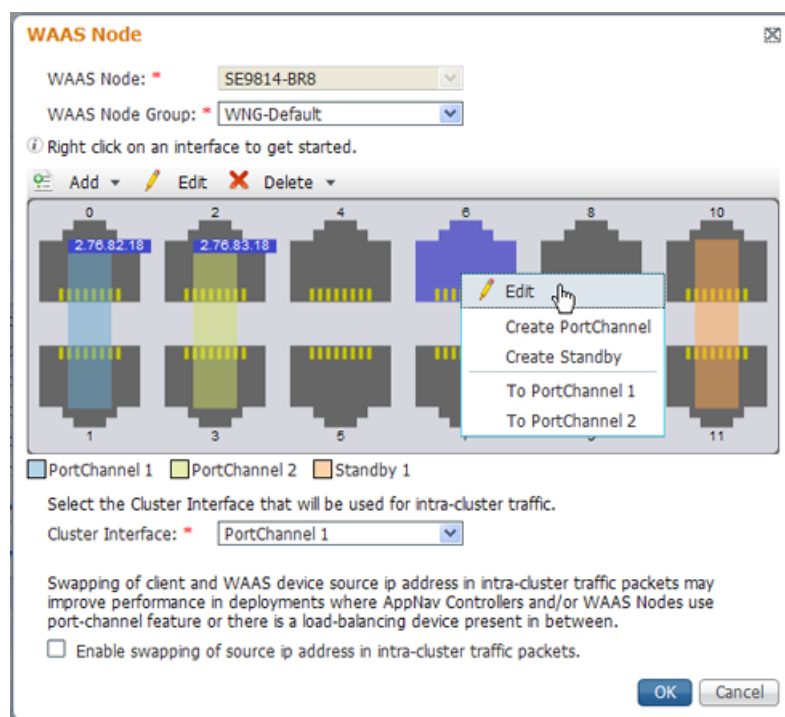 WAAS Node
WAAS Node: * SE9814-BR8
WAAS Node Group: * WNG-Default
Right click on an interface to get started.
Add Edit Delete
0 2 4 6 8 10
2.76.82.18 2.76.83.18
Edit
Create PortChannel
Create Standby
To PortChannel 1
To PortChannel 2
1 3 5 11
PortChannel 1 PortChannel 2 Standby 1
Select the Cluster Interface that will be used for intra-cluster traffic.
Cluster Interface: * PortChannel 1
Swapping of client and WAAS device source ip address in intra-cluster traffic packets may
improve performance in deployments where AppNav Controllers and/or WAAS Nodes use
port-channel feature or there is a load-balancing device present in between.
Enable swapping of source ip address in intra-cluster traffic packets.
OK Cancel